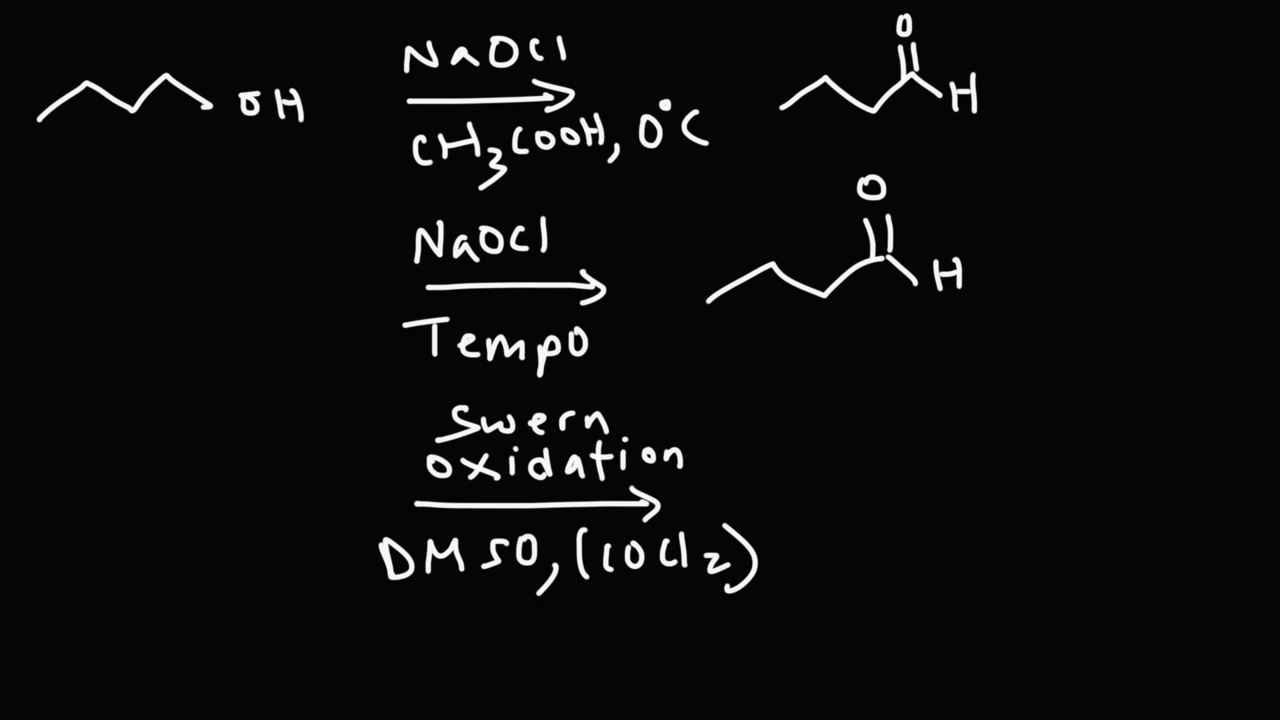 OH
NaOCl
CH3COOH, 0°C
O
H
NaOCl
Tempo
O
H
Swern
oxidation
DMSO, (COCl2)